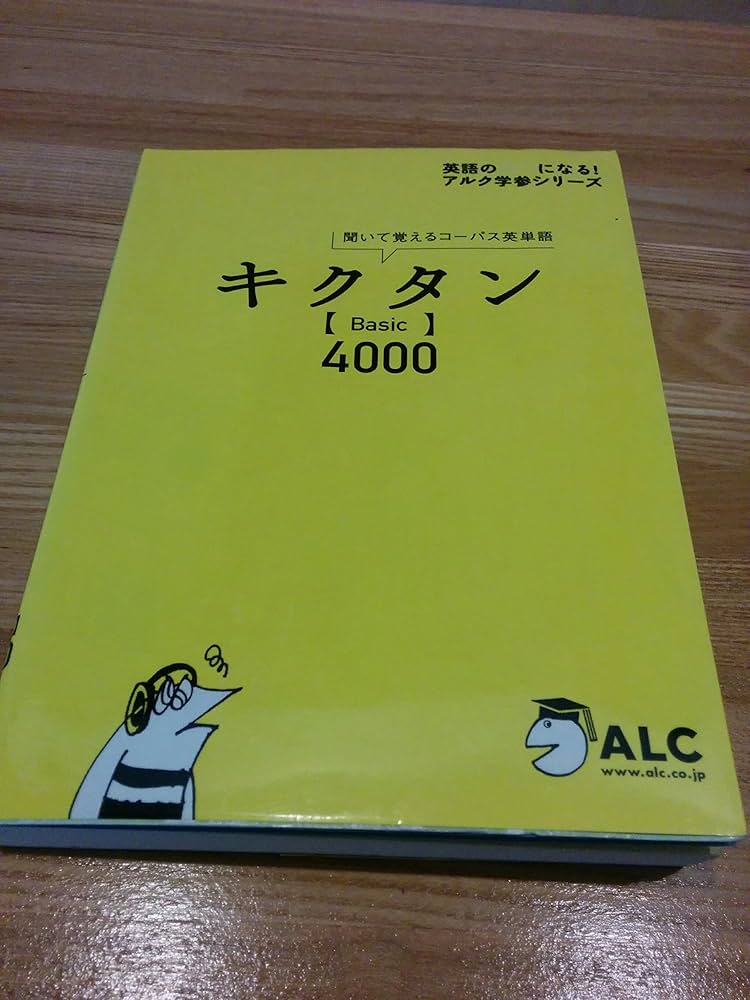 英語の　　になる!
アルク学参シリーズ
聞いて覚えるコーパス英単語
キクタン
【 Basic 】
4000
ALC
www.alc.co.jp